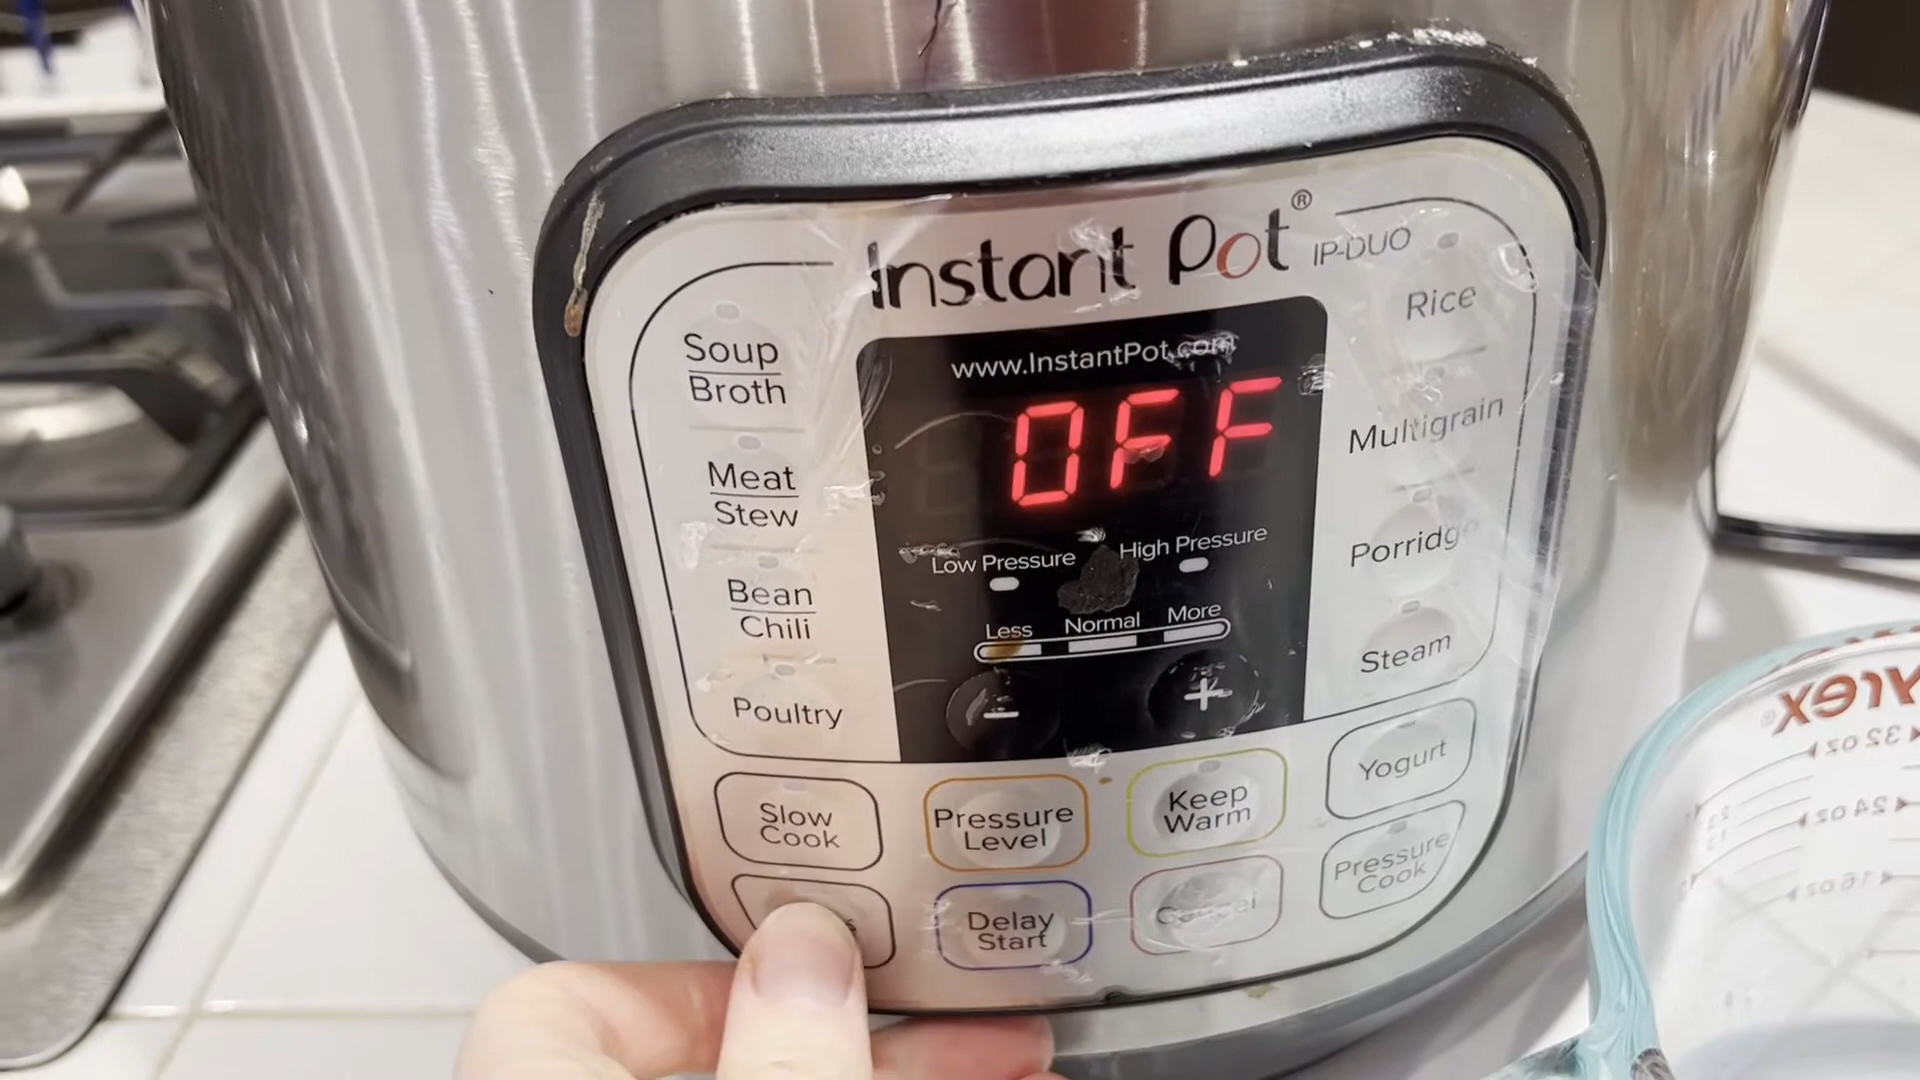 Instant Pot® IP-DUO
www.InstantPot.com
OFF
Low Pressure
High Pressure
Less
Normal
More
-
+
Soup
Broth
Meat
Stew
Bean
Chili
Poultry
Rice
Multigrain
Porridge
Steam
Slow
Cook
Pressure
Level
Keep
Warm
Yogurt
Delay
Start
Cancel
Pressure
Cook
Pyrex®
32 oz
24 oz
16 oz